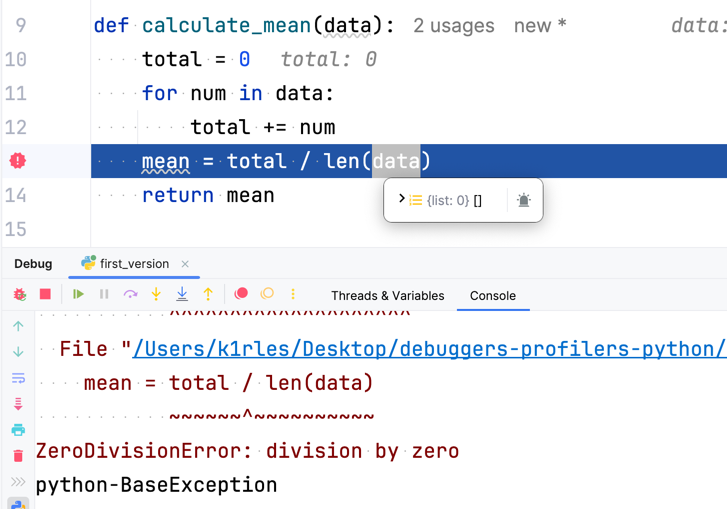 9 def calculate_mean(data): 2 usages new * data:
10 total = 0 total: 0
11 for num in data:
12 total += num
mean = total / len(data)
{list: 0} []
14 return mean
15
Debug first_version ×
Threads & Variables Console
^^^^^^^^^^^^^^^^^^^^
File "/Users/k1rles/Desktop/debuggers-profilers-python/
mean = total / len(data)
~~~~~~^~~~~~~~~~~
ZeroDivisionError: division by zero
python-BaseException